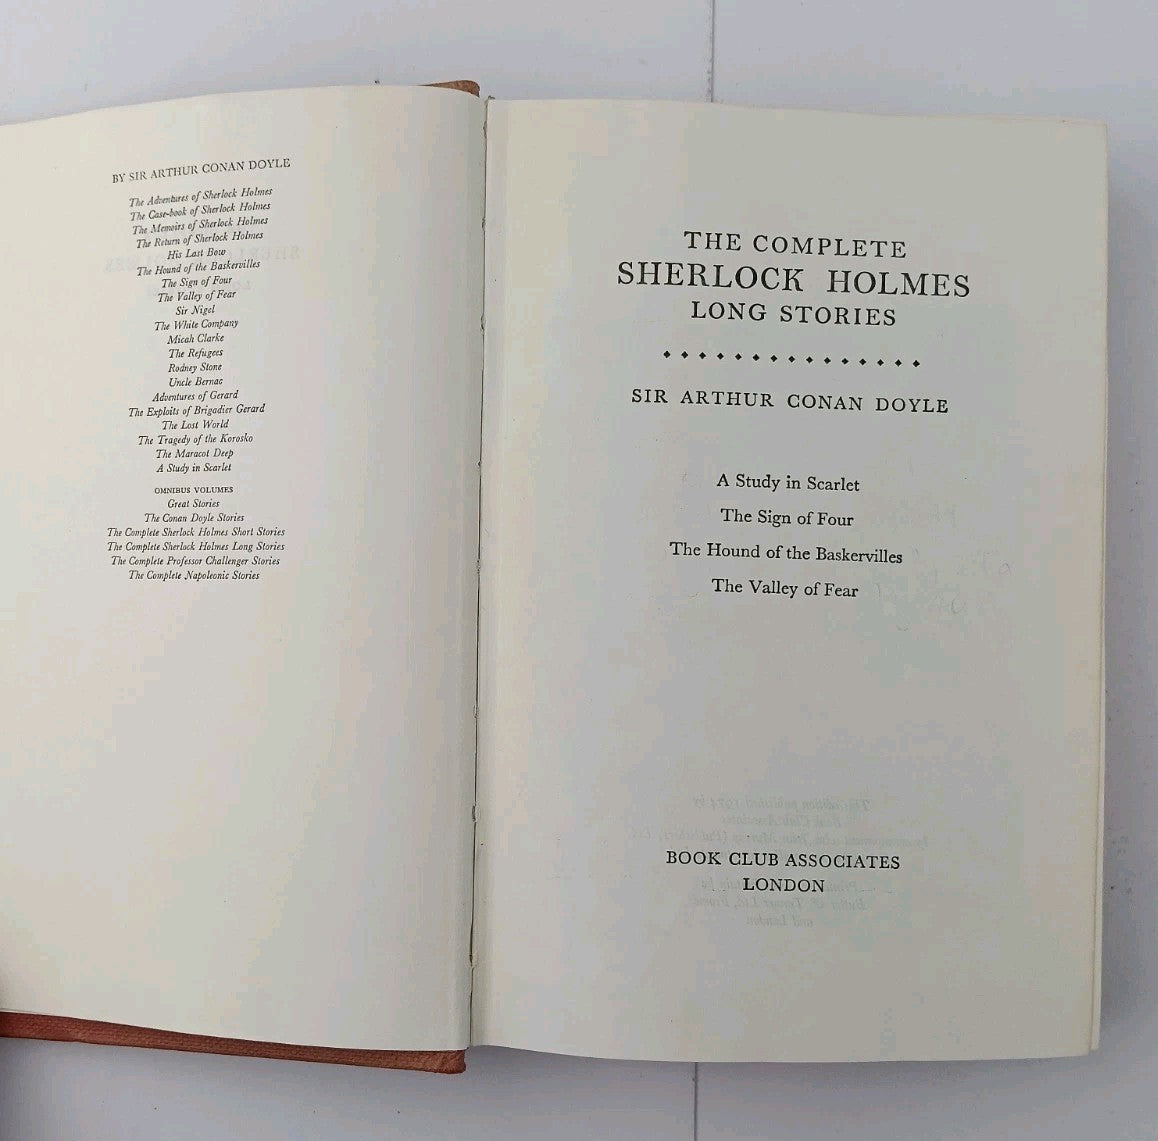 BY SIR ARTHUR CONAN DOYLE
The Adventures of Sherlock Holmes
The Case-book of Sherlock Holmes
The Memoirs of Sherlock Holmes
The Return of Sherlock Holmes
His Last Bow
The Hound of the Baskervilles
The Sign of Four
The Valley of Fear
Sir Nigel
The White Company
Micah Clarke
The Refugees
Rodney Stone
Uncle Bernac
Adventures of Gerard
The Exploits of Brigadier Gerard
The Lost World
The Tragedy of the Korosko
The Maracot Deep
A Study in Scarlet
OMNIBUS VOLUMES
Great Stories
The Conan Doyle Stories
The Complete Sherlock Holmes Short Stories
The Complete Sherlock Holmes Long Stories
The Complete Professor Challenger Stories
The Complete Napoleonic Stories
THE COMPLETE
SHERLOCK HOLMES
LONG STORIES
SIR ARTHUR CONAN DOYLE
A Study in Scarlet
The Sign of Four
The Hound of the Baskervilles
The Valley of Fear
BOOK CLUB ASSOCIATES
LONDON